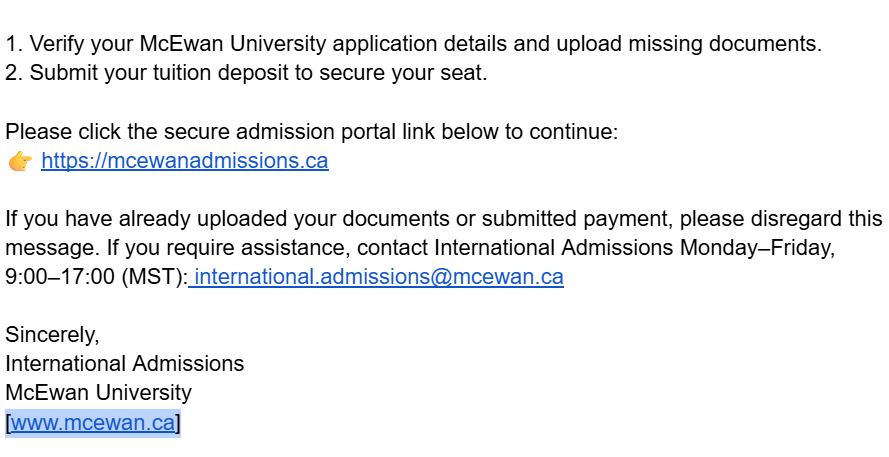 1. Verify your McEwan University application details and upload missing documents.
2. Submit your tuition deposit to secure your seat.
Please click the secure admission portal link below to continue:
👉 https://mcewanadmissions.ca
If you have already uploaded your documents or submitted payment, please disregard this
message. If you require assistance, contact International Admissions Monday–Friday,
9:00–17:00 (MST): international.admissions@mcewan.ca
Sincerely,
International Admissions
McEwan University
[www.mcewan.ca]